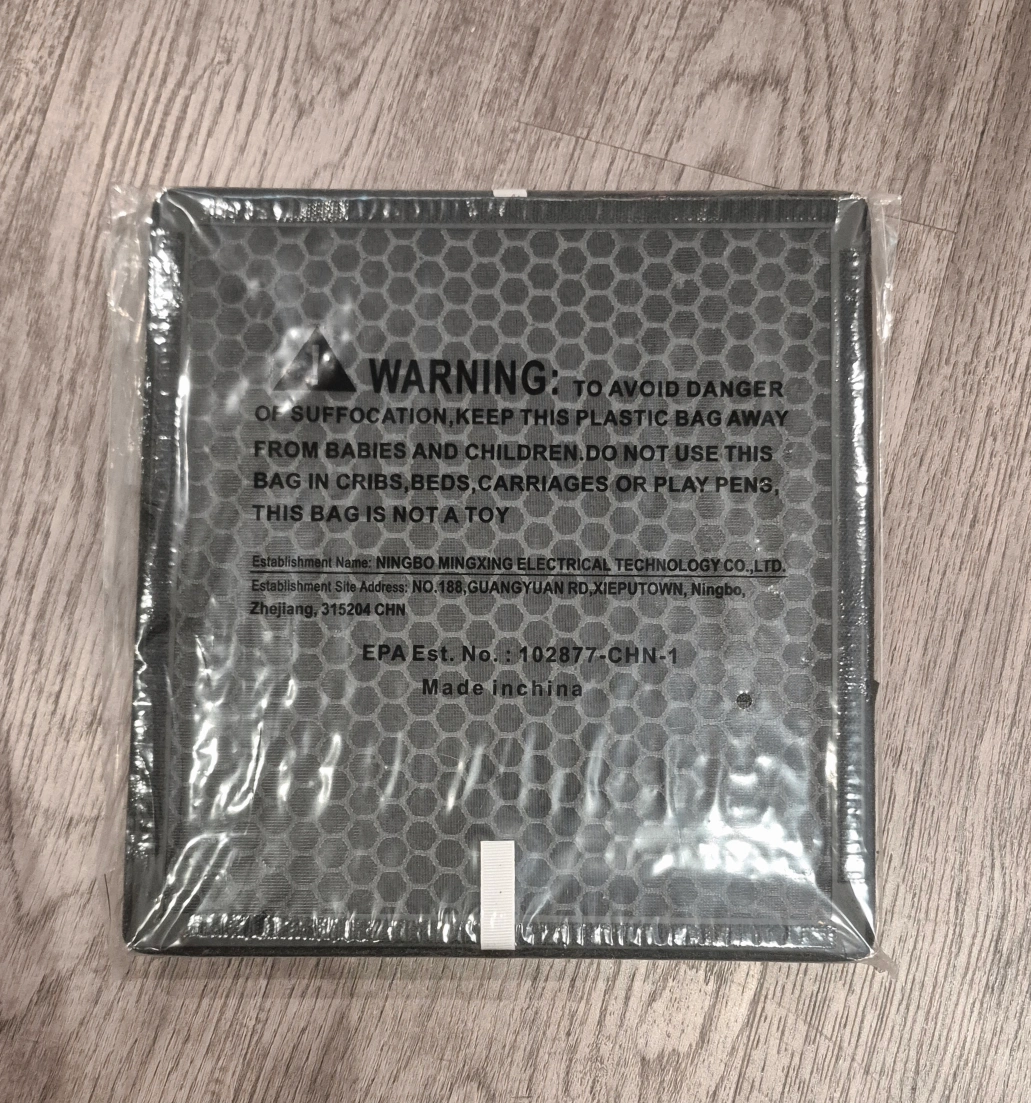 WARNING: TO AVOID DANGER
OF SUFFOCATION,KEEP THIS PLASTIC BAG AWAY
FROM BABIES AND CHILDREN.DO NOT USE THIS
BAG IN CRIBS,BEDS,CARRIAGES OR PLAY PENS,
THIS BAG IS NOT A TOY
Establishment Name: NINGBO MINGXING ELECTRICAL TECHNOLOGY CO.,LTD.
Establishment Site Address: NO.188,GUANGYUAN RD,XIEPUTOWN, Ningbo,
Zhejiang, 315204 CHN
EPA Est. No. : 102877-CHN-1
Made inchina